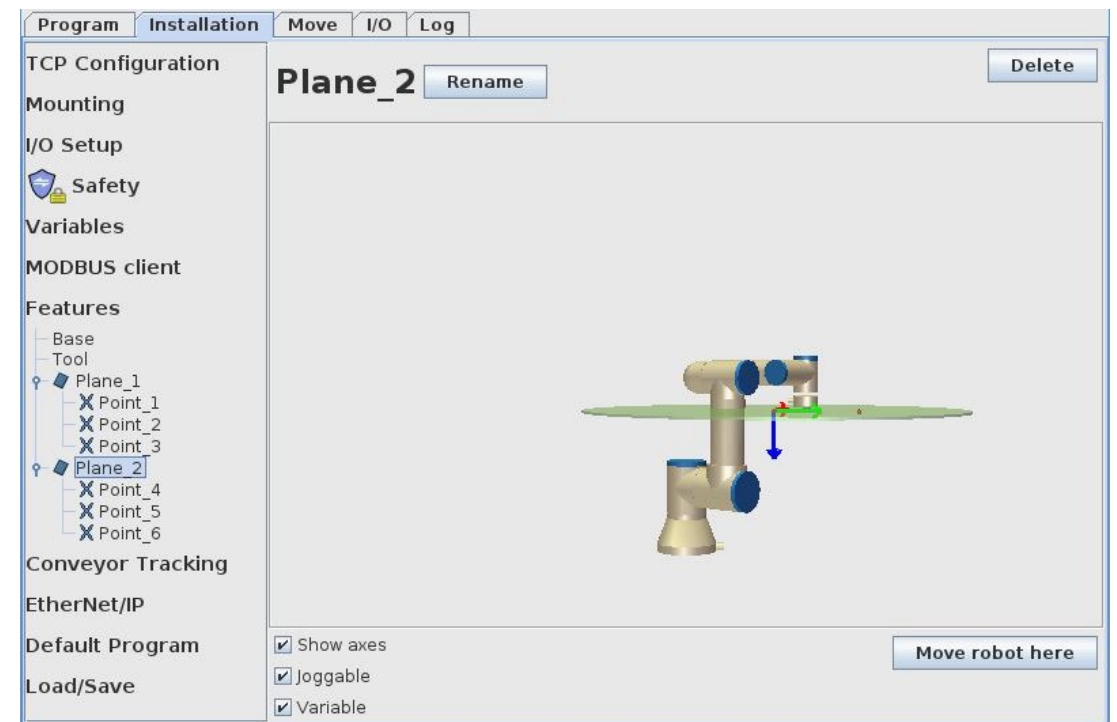 Program Installation Move I/O Log
TCP Configuration
Mounting
I/O Setup
Safety
Variables
MODBUS client
Features
Base
Tool
Plane_1
Point_1
Point_2
Point_3
Plane_2
Point_4
Point_5
Point_6
Conveyor Tracking
EtherNet/IP
Default Program
Load/Save
Plane_2 Rename
Delete
Show axes
Joggable
Variable
Move robot here